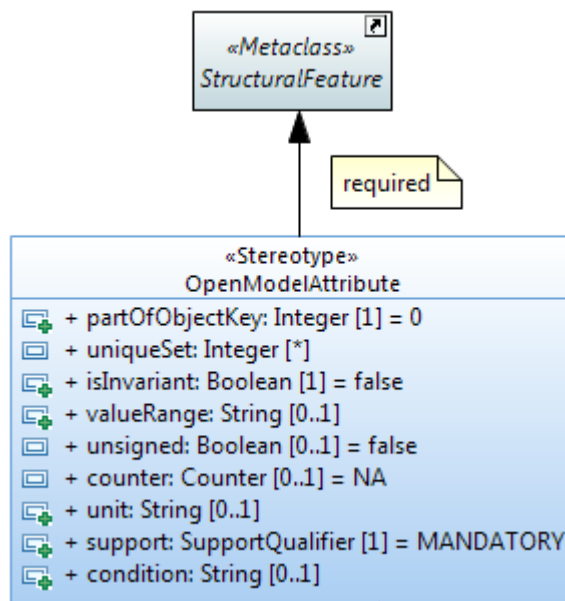 «Metaclass»
StructuralFeature
required
«Stereotype»
OpenModelAttribute
+ partOfObjectKey: Integer [1] = 0
+ uniqueSet: Integer [*]
+ isInvariant: Boolean [1] = false
+ valueRange: String [0..1]
+ unsigned: Boolean [0..1] = false
+ counter: Counter [0..1] = NA
+ unit: String [0..1]
+ support: SupportQualifier [1] = MANDATORY
+ condition: String [0..1]